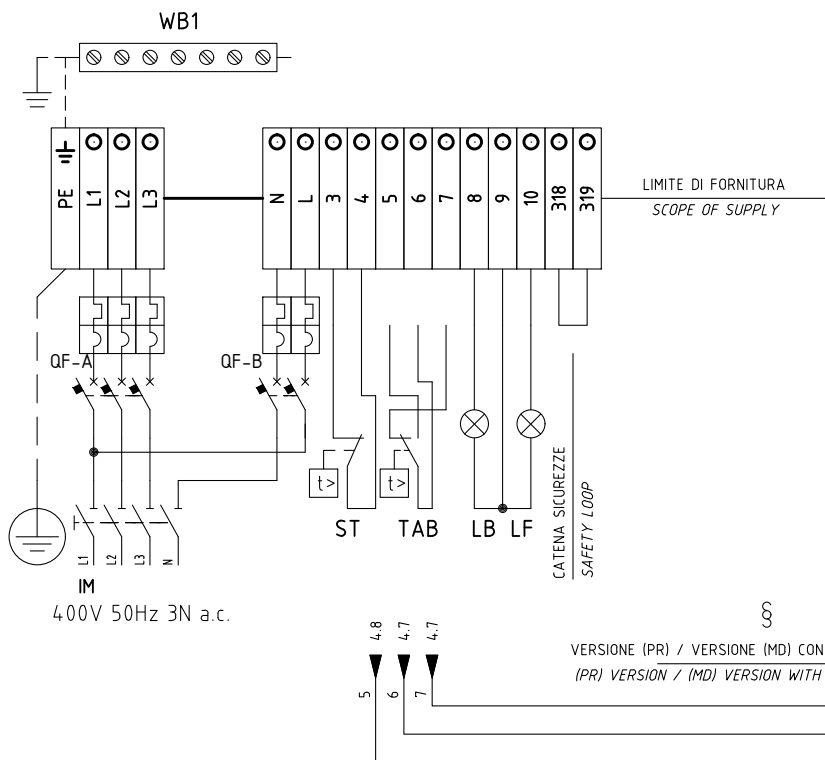 WB1
PE L1 L2 L3 N L 3 4 5 6 7 8 9 10 318 319
LIMITE DI FORNITURA
SCOPE OF SUPPLY
QF-A
QF-B
t>
t>
ST
TAB
LB
LF
CATENA SICUREZZE
SAFETY LOOP
L1 L2 L3 N
IM
400V 50Hz 3N a.c.
4.8 4.7 4.7
5 6 7
§
VERSIONE (PR) / VERSIONE (MD) CON
(PR) VERSION / (MD) VERSION WITH